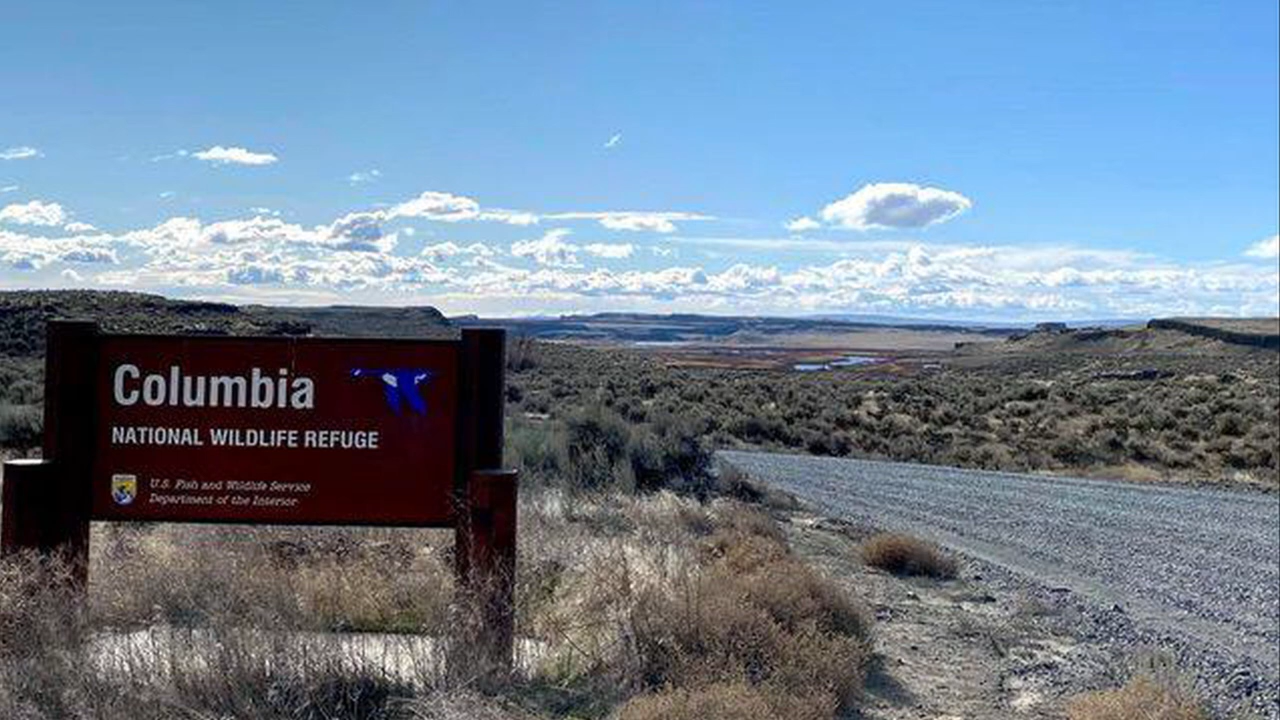 Columbia
NATIONAL WILDLIFE REFUGE
U.S. Fish and Wildlife Service
Department of the Interior